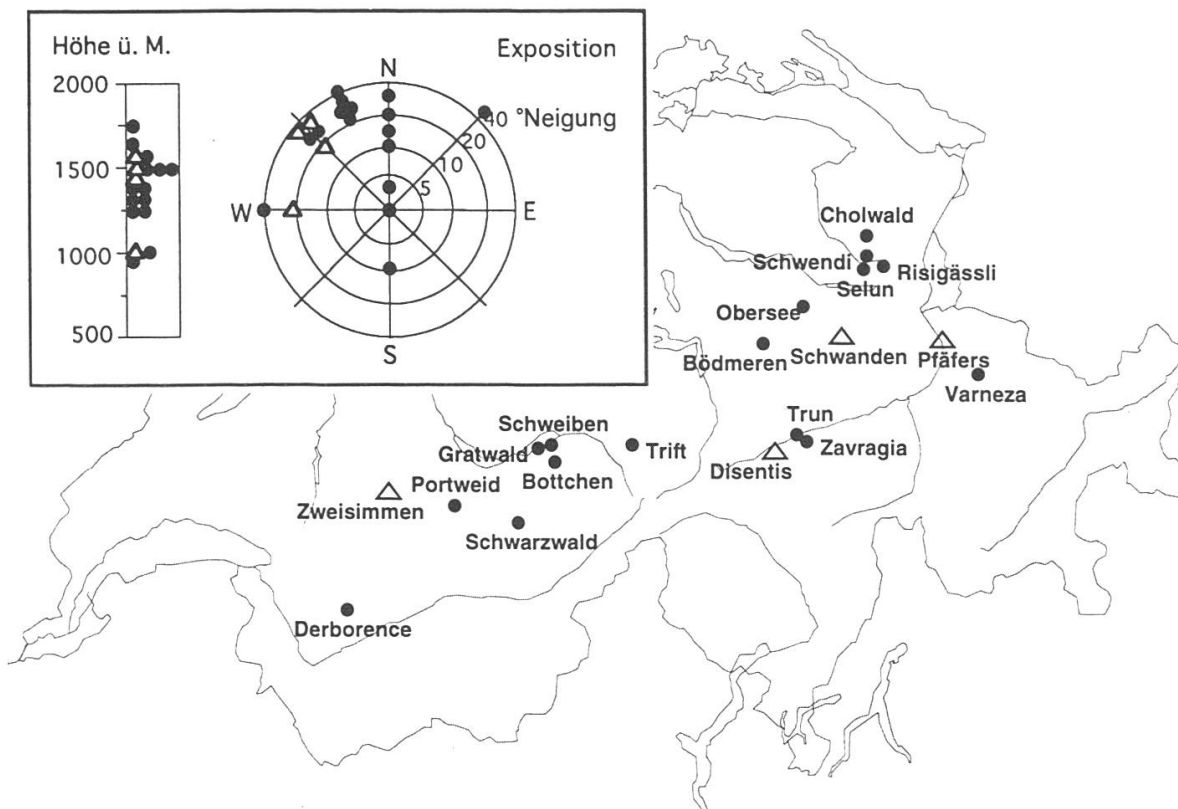 Höhe ü. M.
Exposition
2000
1500
1000
500
N
40 °Neigung
20
10
5
W
E
S
Cholwald
Schwendi
Risigässli
Selun
Obersee
Schwanden
Pfäfers
Bödmeren
Varneza
Trun
Zavragia
Disentis
Schweiben
Gratwald
Trift
Bottchen
Portweid
Zweisimmen
Schwarzwald
Derborence